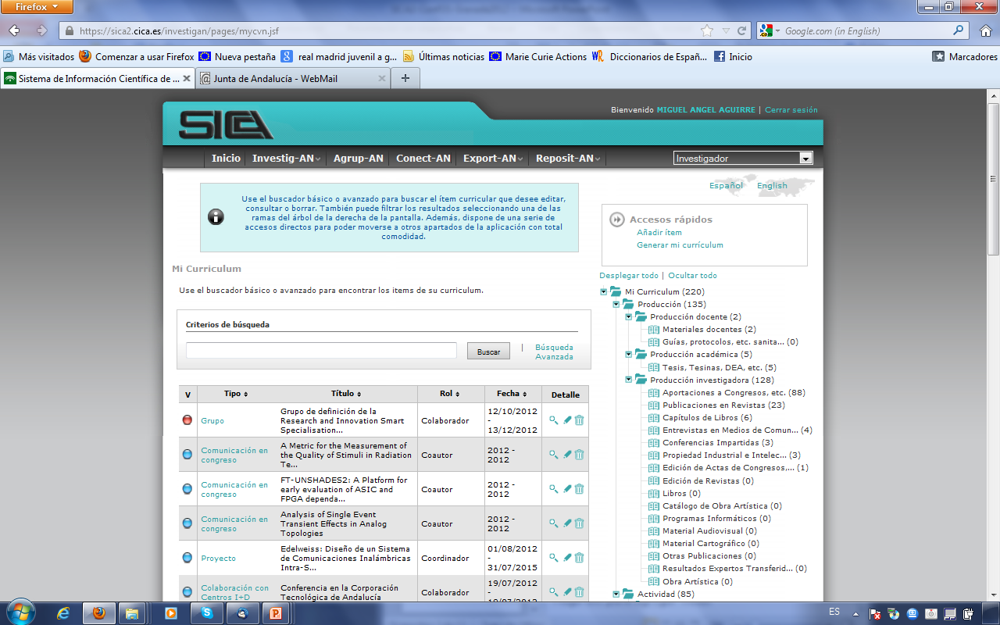 Firefox
https://sica2.cica.es/investigan/pages/mycvn.jsf
Google.com (in English)
Más visitados
Comenzar a usar Firefox
Nueva pestaña
real madrid juvenil a g...
Últimas noticias
Marie Curie Actions
Diccionarios de Españ...
Inicio
Marcadores
Sistema de Información Científica de ...
Junta de Andalucía - WebMail
SICA
Bienvenido MIGUEL ANGEL AGUIRRE | Cerrar sesión
Inicio
Investig-AN
Agrup-AN
Conect-AN
Export-AN
Reposit-AN
Investigador
Español
English
Use el buscador básico o avanzado para buscar el ítem curricular que desee editar,
consultar o borrar. También puede filtrar los resultados seleccionando una de las
ramas del árbol de la derecha de la pantalla. Además, dispone de una serie de
accesos directos para poder moverse a otros apartados de la aplicación con total
comodidad.
Mi Curriculum
Use el buscador básico o avanzado para encontrar los items de su curriculum.
Criterios de búsqueda
Buscar
| Búsqueda
Avanzada
V Tipo Título Rol Fecha Detalle
Grupo
Grupo de definición de la
Research and Innovation Smart
Specialisation...
Colaborador
12/10/2012
-
13/12/2012
Comunicación en
congreso
A Metric for the Measurement of
the Quality of Stimuli in Radiation
Te...
Coautor
2012 -
2012
Comunicación en
congreso
FT-UNSHADES2: A Platform for
early evaluation of ASIC and
FPGA dependa...
Coautor
2012 -
2012
Comunicación en
congreso
Analysis of Single Event
Transient Effects in Analog
Topologies
Coautor
2012 -
2012
Proyecto
Edelweiss: Diseño de un Sistema
de Comunicaciones Inalámbricas
Intra-S...
Coordinador
01/08/2012
-
31/07/2015
Colaboración con
Centros I+D
Conferencia en la Corporación
Tecnológica de Andalucía
Colaborador
19/07/2012
-
Accesos rápidos
Añadir ítem
Generar mi currículum
Desplegar todo | Ocultar todo
Mi Curriculum (220)
Producción (135)
Producción docente (2)
Materiales docentes (2)
Guías, protocolos, etc. sanita... (0)
Producción académica (5)
Tesis, Tesinas, DEA, etc. (5)
Producción investigadora (128)
Aportaciones a Congresos, etc. (88)
Publicaciones en Revistas (23)
Capítulos de Libros (6)
Entrevistas en Medios de Comun... (4)
Conferencias Impartidas (3)
Propiedad Industrial e Intelec... (3)
Edición de Actas de Congresos,... (1)
Edición de Revistas (0)
Libros (0)
Catálogo de Obra Artística (0)
Programas Informáticos (0)
Material Audiovisual (0)
Material Cartográfico (0)
Otras Publicaciones (0)
Resultados Expertos Transferid... (0)
Obra Artística (0)
Actividad (85)
ES